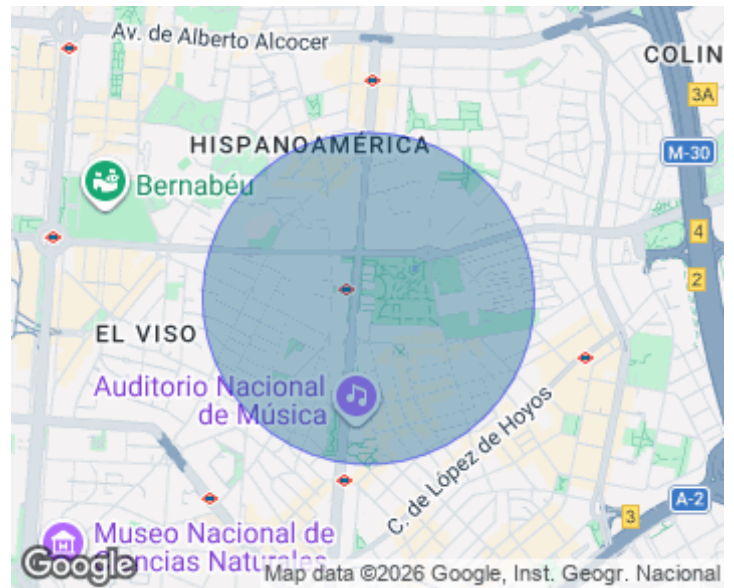 Av. de Alberto Alcocer
COLIN
3A
HISPANOAMÉRICA
M-30
Bernabéu
4
2
EL VISO
Auditorio Nacional
de Música
C. de López de Hoyos
A-2
3
Museo Nacional de
Ciencias Naturales
Google
Map data ©2026 Google, Inst. Geogr. Nacional